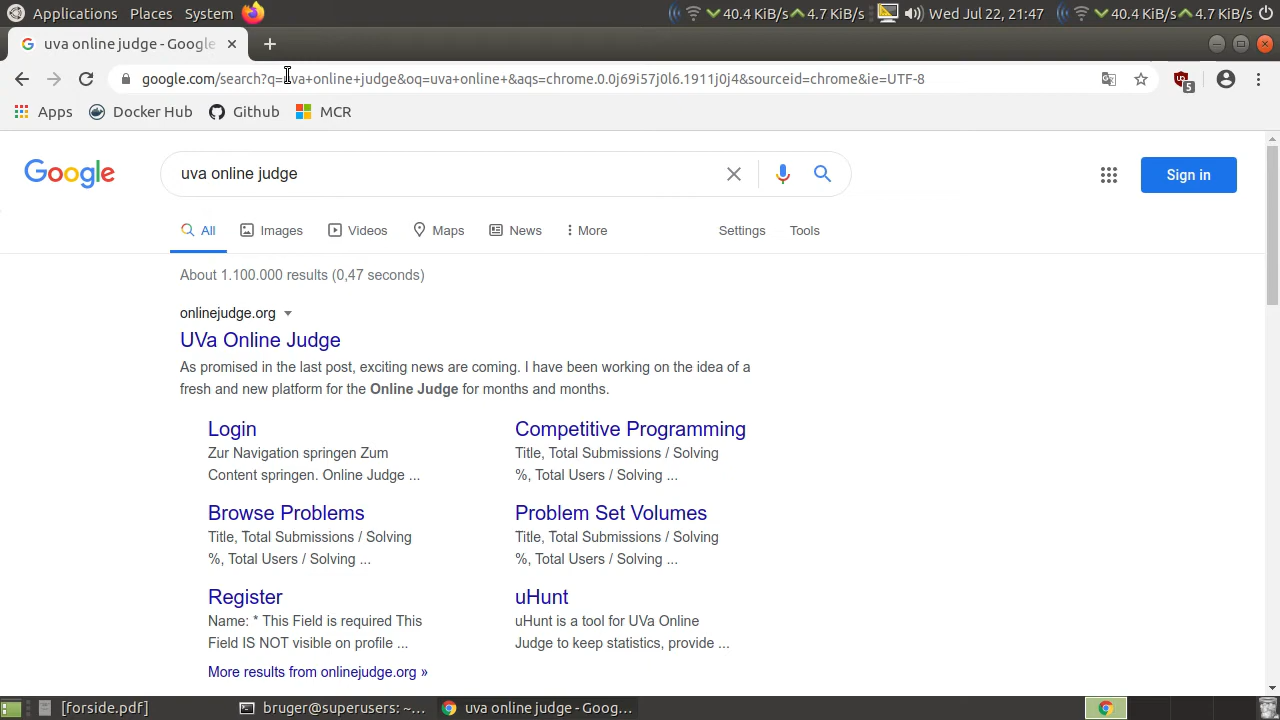 Applications Places System 40.4 KiB/s 4.7 KiB/s Wed Jul 22, 21:47 40.4 KiB/s 4.7 KiB/s
uva online judge - Google
google.com/search?q=uva+online+judge&oq=uva+online+&aqs=chrome.0.0j69i57j0l6.1911j0j4&sourceid=chrome&ie=UTF-8
5
Apps Docker Hub Github MCR
Google uva online judge Sign in
All Images Videos Maps News More Settings Tools
About 1.100.000 results (0,47 seconds)
onlinejudge.org
UVa Online Judge
As promised in the last post, exciting news are coming. I have been working on the idea of a
fresh and new platform for the Online Judge for months and months.
Login
Zur Navigation springen Zum
Content springen. Online Judge ...
Competitive Programming
Title, Total Submissions / Solving
%, Total Users / Solving ...
Browse Problems
Title, Total Submissions / Solving
%, Total Users / Solving ...
Problem Set Volumes
Title, Total Submissions / Solving
%, Total Users / Solving ...
Register
Name: * This Field is required This
Field IS NOT visible on profile ...
uHunt
uHunt is a tool for UVa Online
Judge to keep statistics, provide ...
More results from onlinejudge.org »
[forside.pdf] bruger@superusers: ~... uva online judge - Goog...